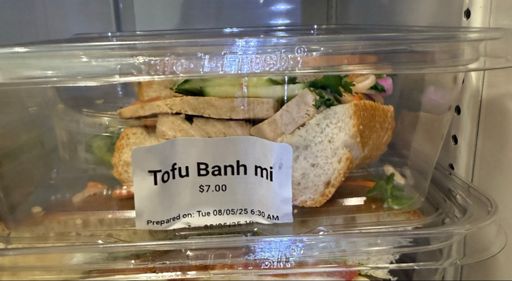 Tofu Banh mi
$7.00
Prepared on: Tue 08/05/25 6:30 AM